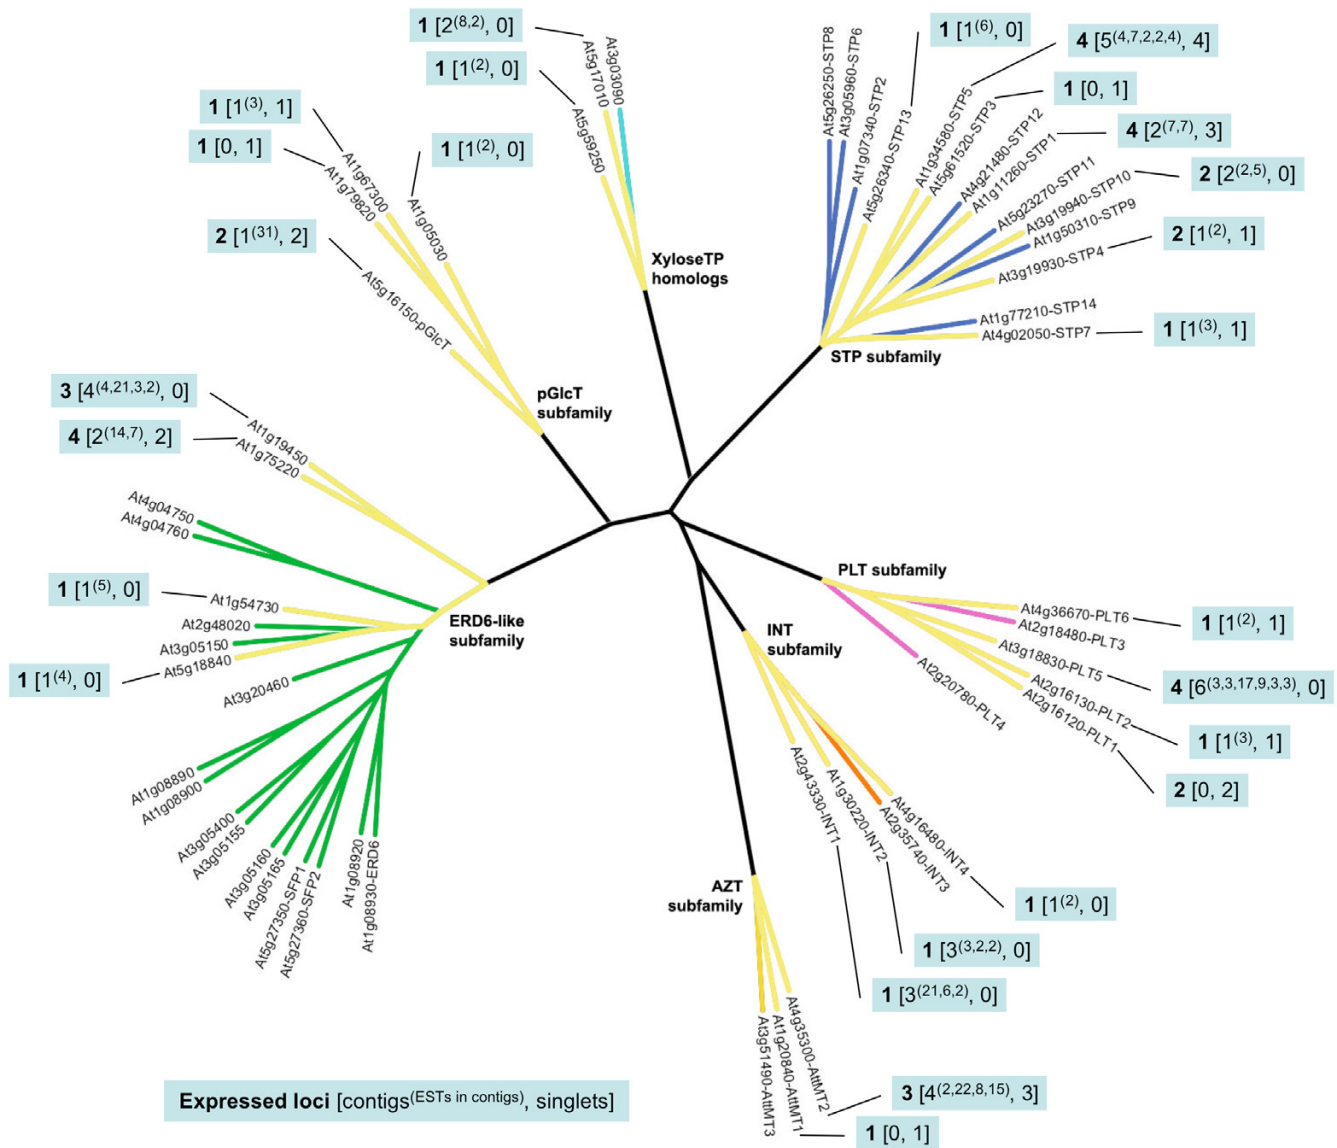 1 [2(8,2), 0]
1 [1(2), 0]
At3g03090
At5g17010
At5g59250
XyloseTP
homologs
1 [1(3), 1]
1 [0, 1]
1 [1(2), 0]
2 [1(31), 2]
At1g67300
At1g79820
At1g05030
At5g16150-pGlcT
pGlcT
subfamily
1 [1(6), 0]
4 [5(4,7,2,2,4), 4]
1 [0, 1]
4 [2(7,7), 3]
2 [2(2,5), 0]
2 [1(2), 1]
1 [1(3), 1]
At5g26250-STP8
At3g05960-STP6
At1g07340-STP2
At5g26340-STP13
At1g34580-STP5
At5g61520-STP3
At4g21480-STP12
At1g11260-STP1
At5g23270-STP11
At3g19940-STP10
At1g50310-STP9
At3g19930-STP4
At1g77210-STP14
At4g02050-STP7
STP subfamily
3 [4(4,21,3,2), 0]
4 [2(14,7), 2]
At1g19450
At1g75220
At4g04750
At4g04760
1 [1(5), 0]
At1g54730
At2g48020
At3g05150
At5g18840
1 [1(4), 0]
At3g20460
ERD6-like
subfamily
At1g08890
At1g08900
At3g05400
At3g05155
At3g05160
At3g05165
At5g27350-SFP1
At5g27360-SFP2
At1g08920
At1g08930-ERD6
PLT subfamily
At4g36670-PLT6
At2g18480-PLT3
At3g18830-PLT5
At2g16130-PLT2
At2g16120-PLT1
At2g20780-PLT4
1 [1(2), 1]
4 [6(3,3,17,9,3,3), 0]
1 [1(3), 1]
2 [0, 2]
INT
subfamily
At2g43330-INT1
At1g30220-INT2
At4g16480-INT4
At2g35740-INT3
1 [1(2), 0]
1 [3(3,2,2), 0]
1 [3(21,6,2), 0]
AZT
subfamily
At4g35300-AttMT2
At1g20840-AttMT1
At3g51490-AttMT3
3 [4(2,22,8,15), 3]
1 [0, 1]
Expressed loci [contigs(ESTs in contigs), singlets]